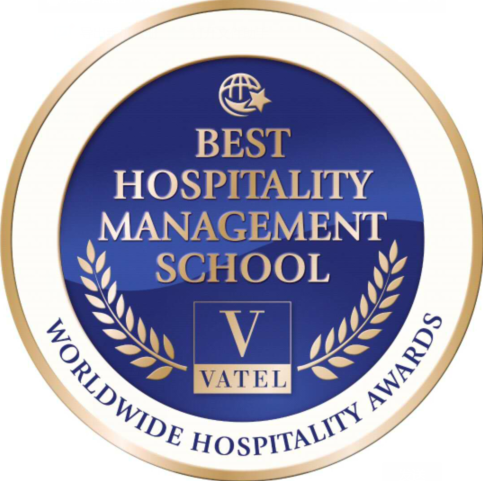 BEST
HOSPITALITY
MANAGEMENT
SCHOOL
V
VATEL
WORLDWIDE HOSPITALITY AWARDS